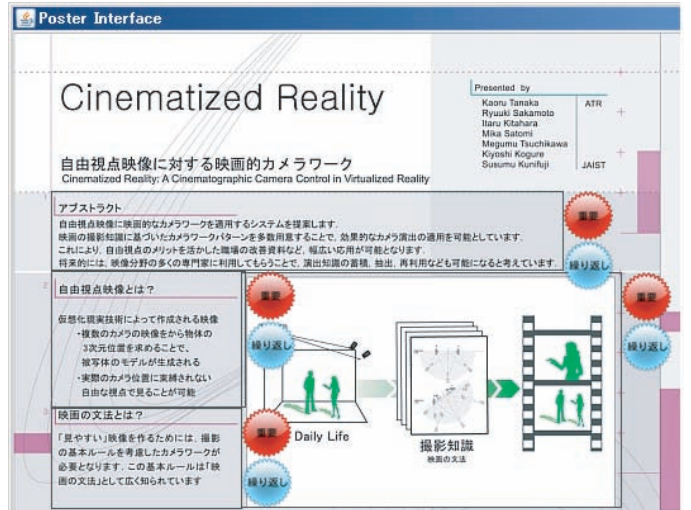 Poster Interface
Cinematized Reality
Presented by
Kaoru Tanaka ATR
Ryuuki Sakamoto
Itaru Kitahara
Mika Satomi
Megumu Tsuchikawa
Kiyoshi Kogure
Susumu Kunifuji JAIST
自由視点映像に対する映画的カメラワーク
Cinematized Reality: A Cinematographic Camera Control in Virtualized Reality
1
アブストラクト
自由視点映像に映画的なカメラワークを適用するシステムを提案します.
映画の撮影知識に基づいたカメラワークパターンを多数用意することで, 効果的なカメラ演出の適用を可能としています.
これにより, 自由視点のメリットを活かした職場の改善資料など, 幅広い応用が可能となります.
将来的には, 映像分野の多くの専門家に利用してもらうことで, 演出知識の蓄積, 抽出, 再利用なども可能になると考えています.
重要
繰り返し
2
自由視点映像とは？
仮想化現実技術によって作成される映像
・複数のカメラの映像をから物体の
3次元位置を求めることで,
被写体のモデルが生成される
・実際のカメラ位置に束縛されない
自由な視点で見ることが可能
重要
繰り返し
重要
繰り返し
3
映画の文法とは？
「見やすい」映像を作るためには, 撮影
の基本ルールを考慮したカメラワークが
必要となります. この基本ルールは「映
画の文法」として広く知られています
重要
繰り返し
Daily Life
撮影知識
映画の文法